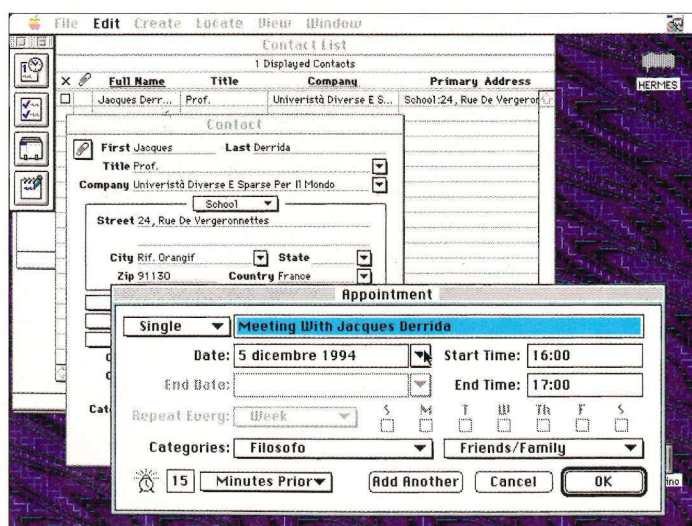 File Edit Create Locate View Window
Contact List
1 Displayed Contacts
Full Name Title Company Primary Address
HERMES
Jacques Derr... Prof. Univeristà Diverse E S... School:24, Rue De Vergeron
Contact
First Jacques Last Derrida
Title Prof.
Company Univeristà Diverse E Sparse Per Il Mondo
School
Street 24, Rue De Vergeronnettes
City Rif. Orangif State
Zip 91130 Country France
Appointment
Single Meeting With Jacques Derrida
Date: 5 dicembre 1994 Start Time: 16:00
End Date: End Time: 17:00
Repeat Every: Week S M T W Th F S
Categories: Filosofo Friends/Family
15 Minutes Prior Add Another Cancel OK